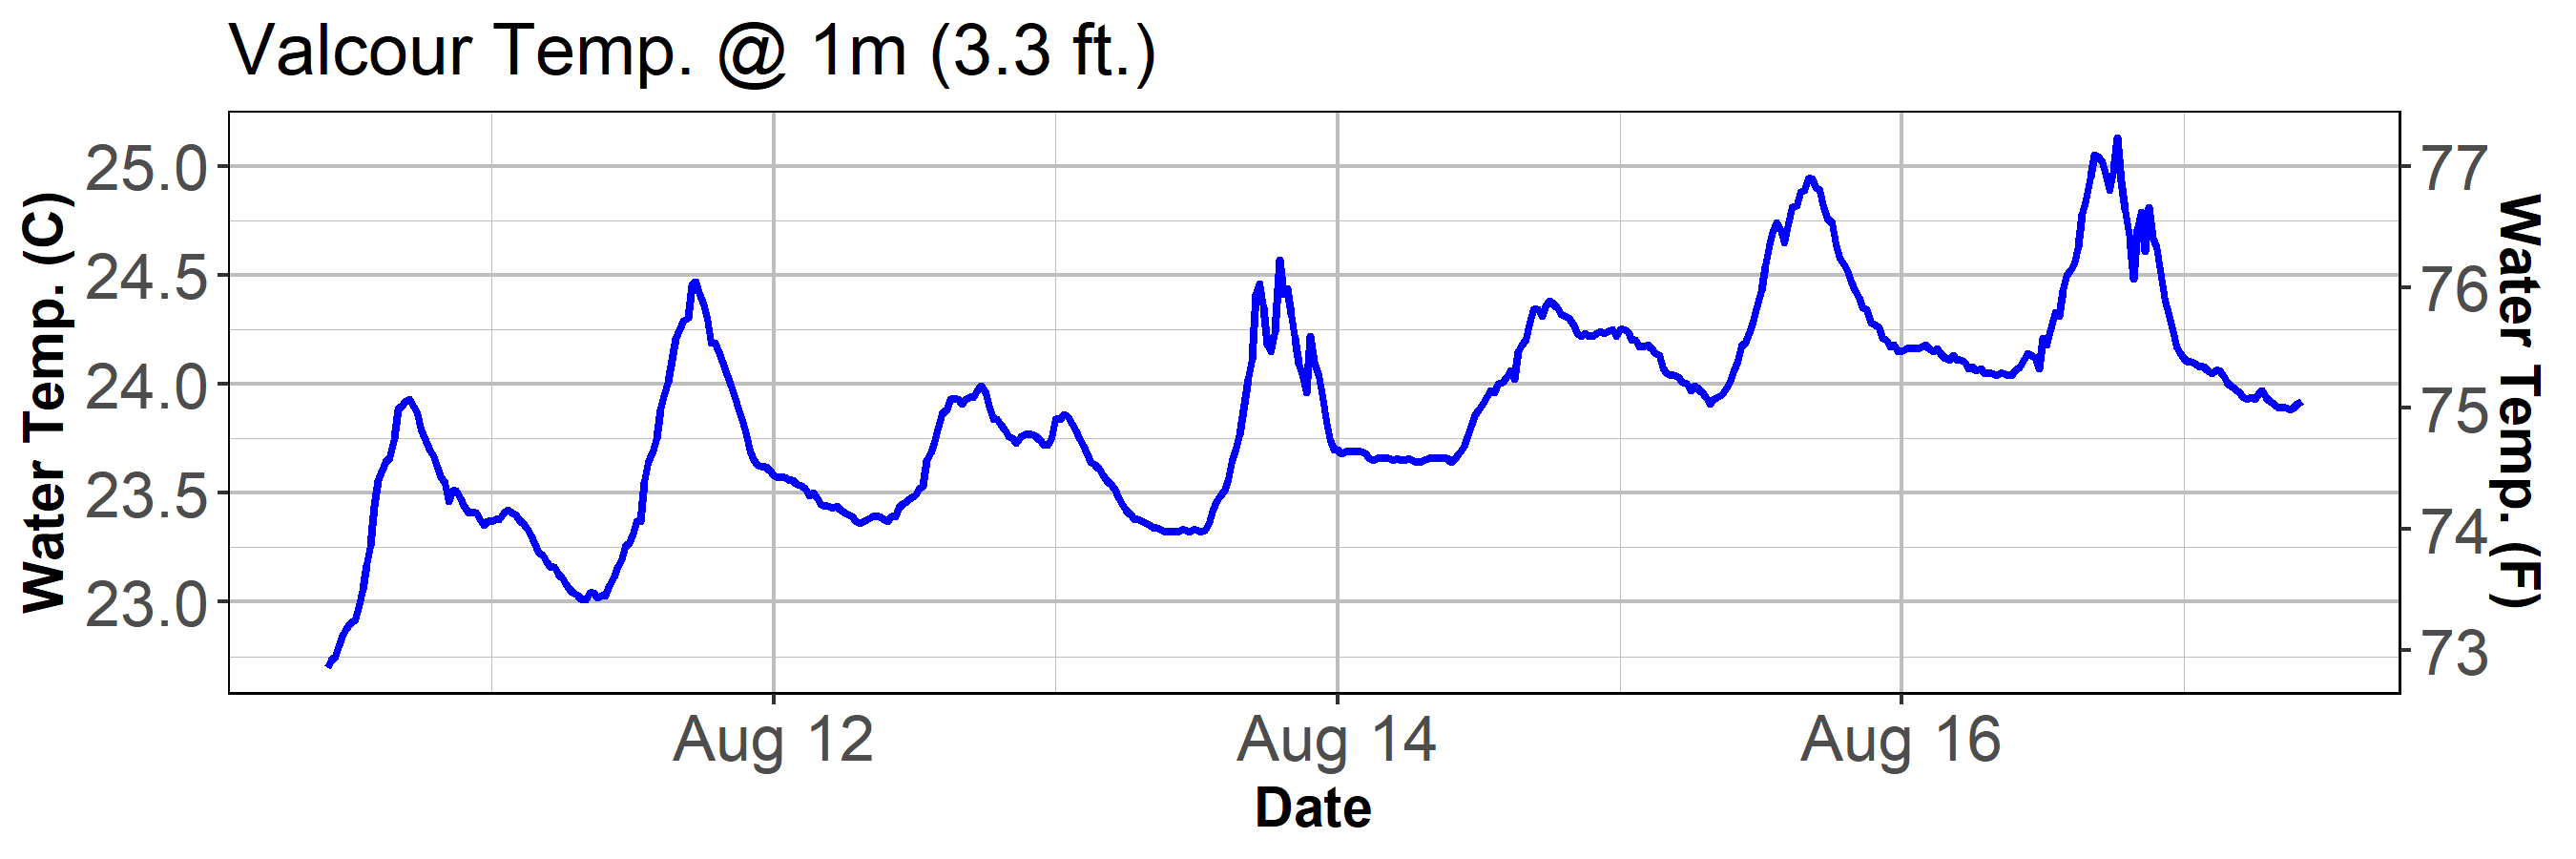 Valcour Temp. @ 1m (3.3 ft.)
Water Temp. (C)
25.0
24.5
24.0
23.5
23.0
77
76
75
74
73
Water Temp. (F)
Aug 12
Aug 14
Aug 16
Date